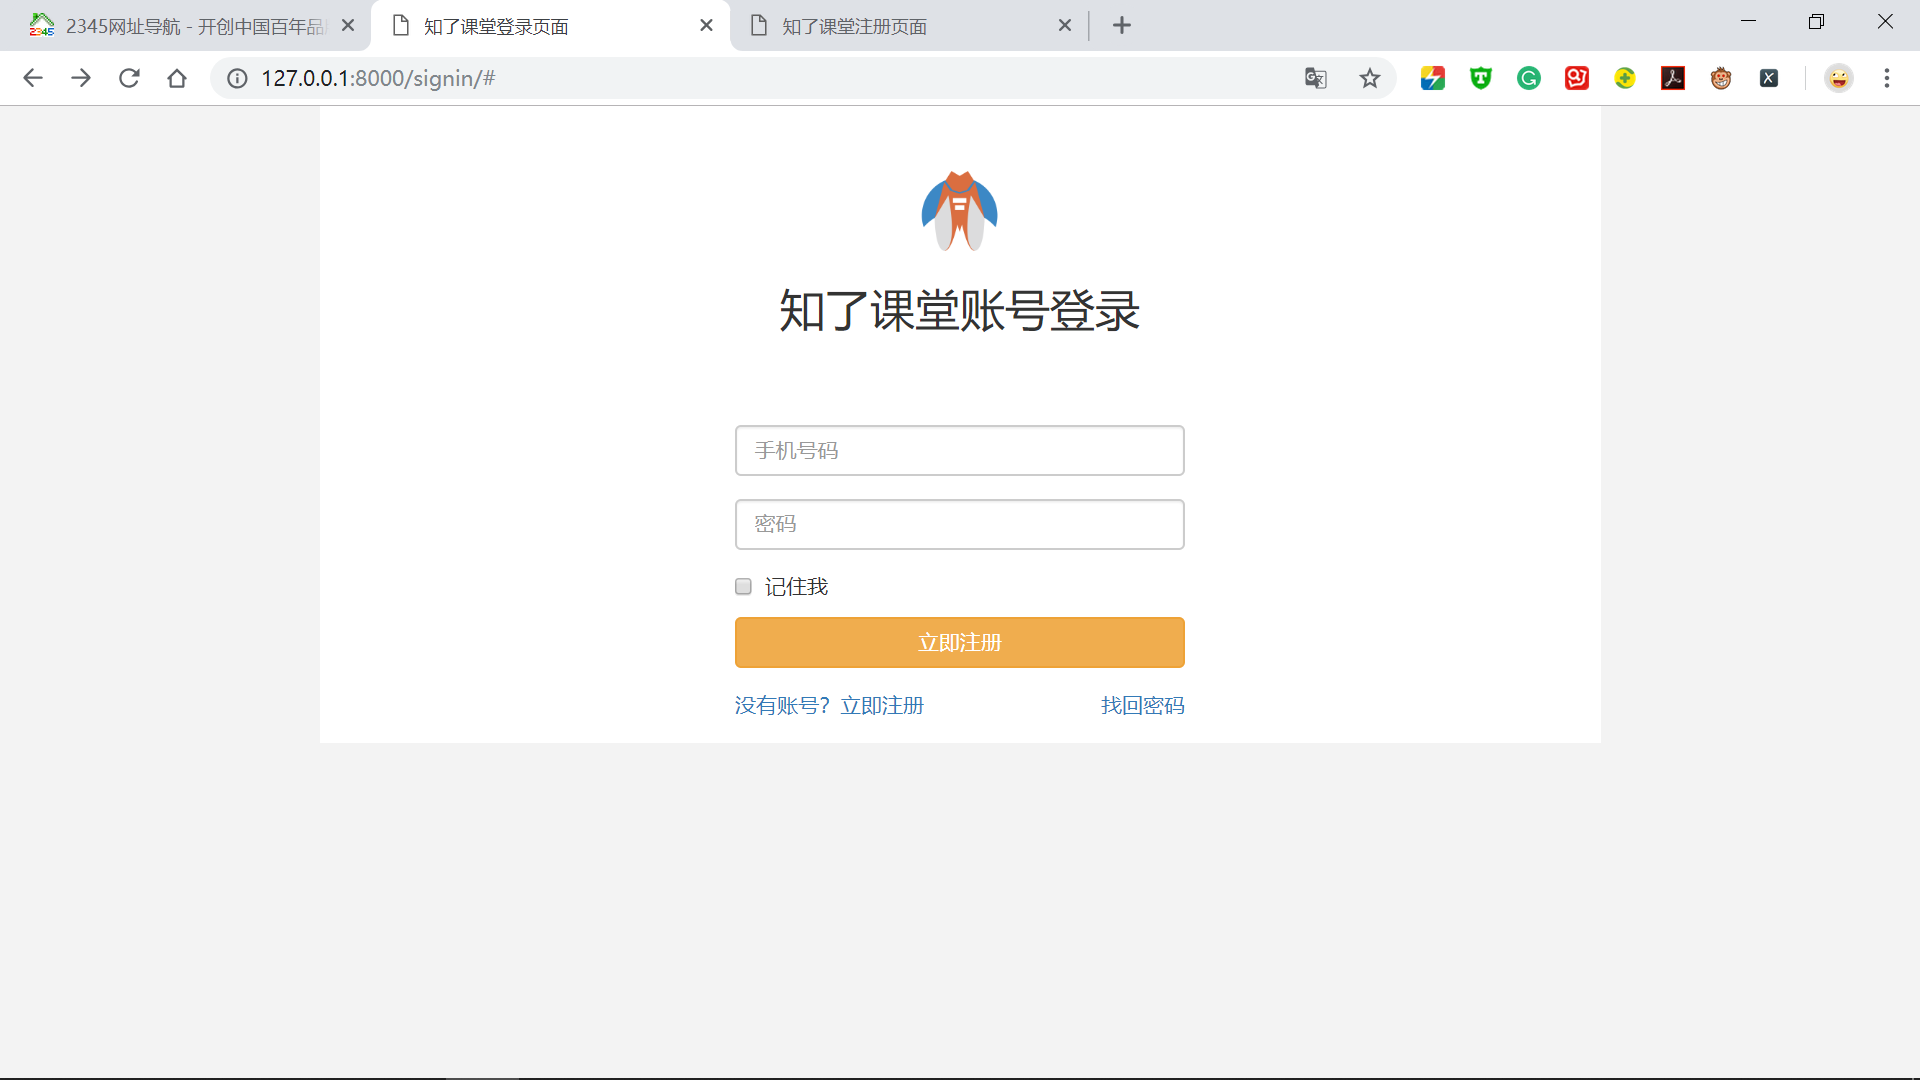 2345网址导航 - 开创中国百年品
知了课堂登录页面
知了课堂注册页面
127.0.0.1:8000/signin/#
知了课堂账号登录
手机号码
密码
记住我
立即注册
没有账号？立即注册
找回密码